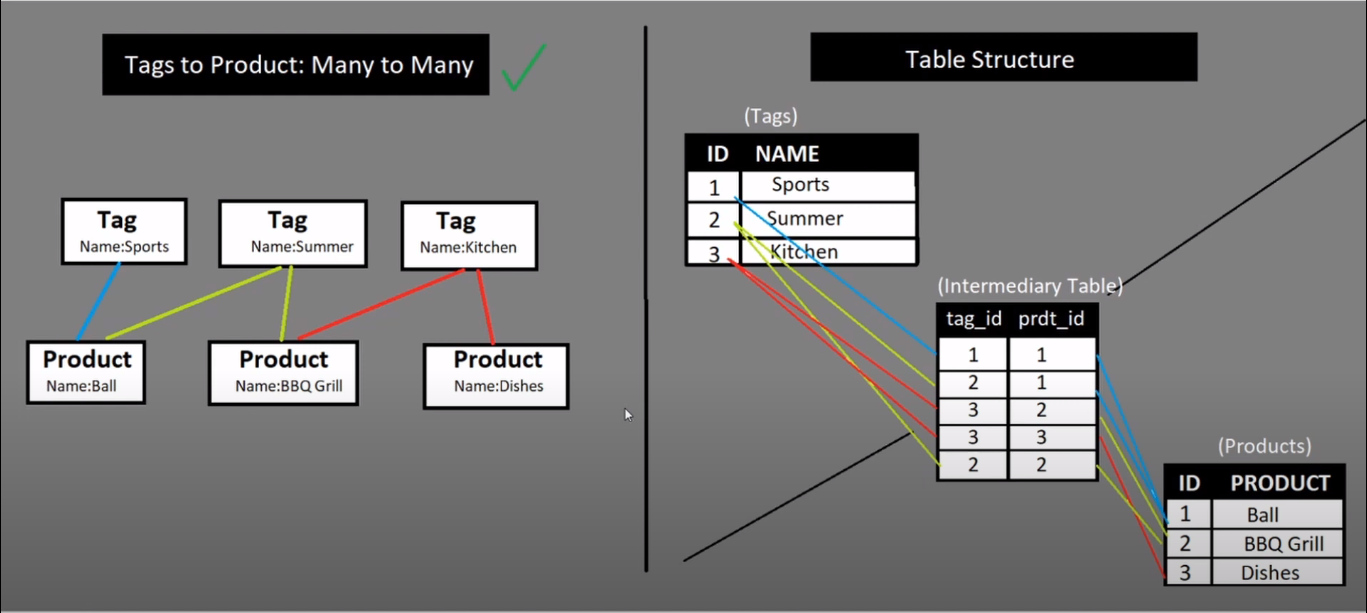 Tags to Product: Many to Many
Tag
Name:Sports
Tag
Name:Summer
Tag
Name:Kitchen
Product
Name:Ball
Product
Name:BBQ Grill
Product
Name:Dishes
Table Structure
(Tags)
ID NAME
1 Sports
2 Summer
3 Kitchen
(Intermediary Table)
tag_id prdt_id
1 1
2 1
3 2
3 3
2 2
(Products)
ID PRODUCT
1 Ball
2 BBQ Grill
3 Dishes